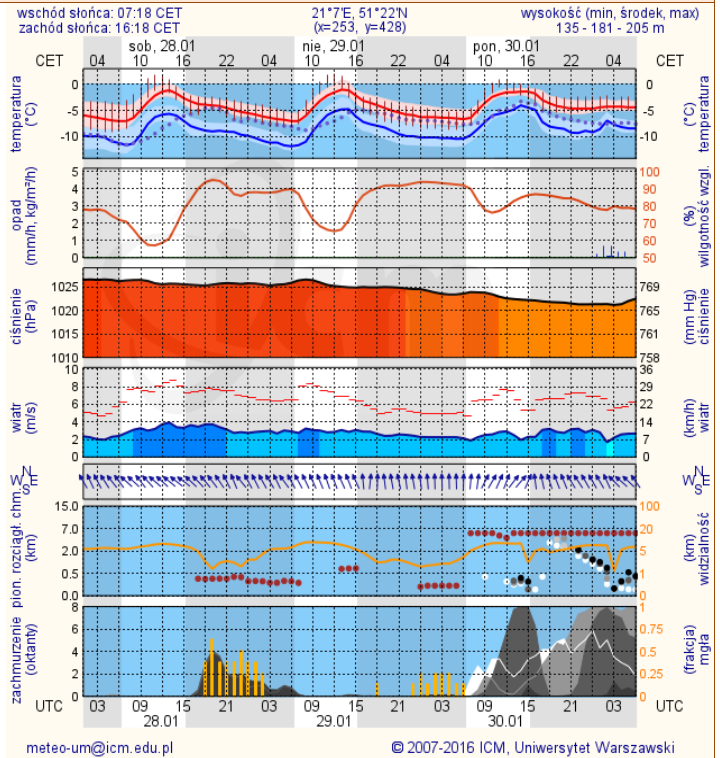 wschód słońca: 07:18 CET 21°7'E, 51°22'N wysokość (min, środek, max)
zachód słońca: 16:18 CET (x=253, y=428) 135 - 181 - 205 m
sob, 28.01 nie, 29.01 pon, 30.01
CET 04 10 16 22 04 10 16 22 04 10 16 22 04 CET
temperatura (°C)
0 -5 -10
0 -5 -10
(°C) temperatura
opad (mm/h, kg/m²/h)
5 4 3 2 1 0
100 90 80 70 60 50
(%) wilgotność wzgl.
ciśnienie (hPa)
1025 1020 1015 1010
769 765 761 758
(mm Hg) ciśnienie
wiatr (m/s)
10 8 6 4 2 0
36 29 22 14 7 0
(km/h) wiatr
N W E S
N W E S
pion. rozciągł. chm. (km)
15.0 7.0 2.0 0.5 0.0
100 20 5 1 0
(km) widzialność
zachmurzenie (oktanty)
8 6 4 2 0
1 0.75 0.5 0.25 0
(frakcja) mgła
UTC 03 09 15 21 03 09 15 21 03 09 15 21 03 UTC
28.01 29.01 30.01
meteo-um@icm.edu.pl © 2007-2016 ICM, Uniwersytet Warszawski